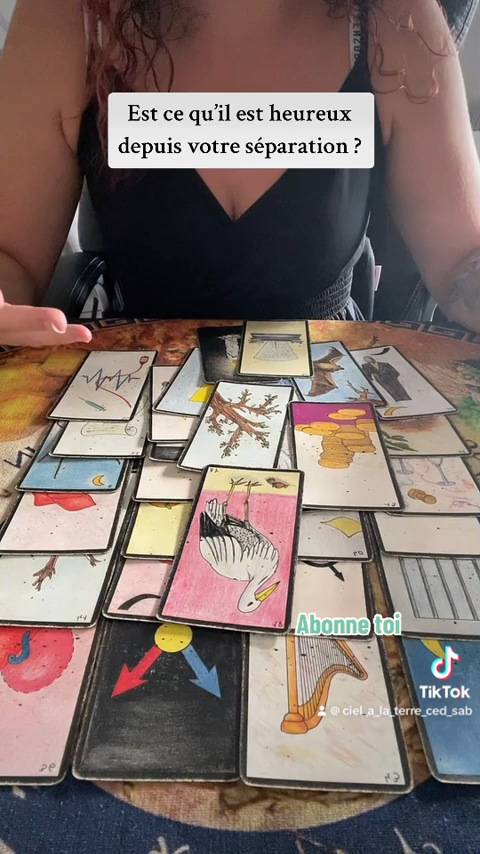 Est ce qu’il est heureux
depuis votre séparation ?
Abonne toi
TikTok
@ ciel_a_la_terre_ced_sab